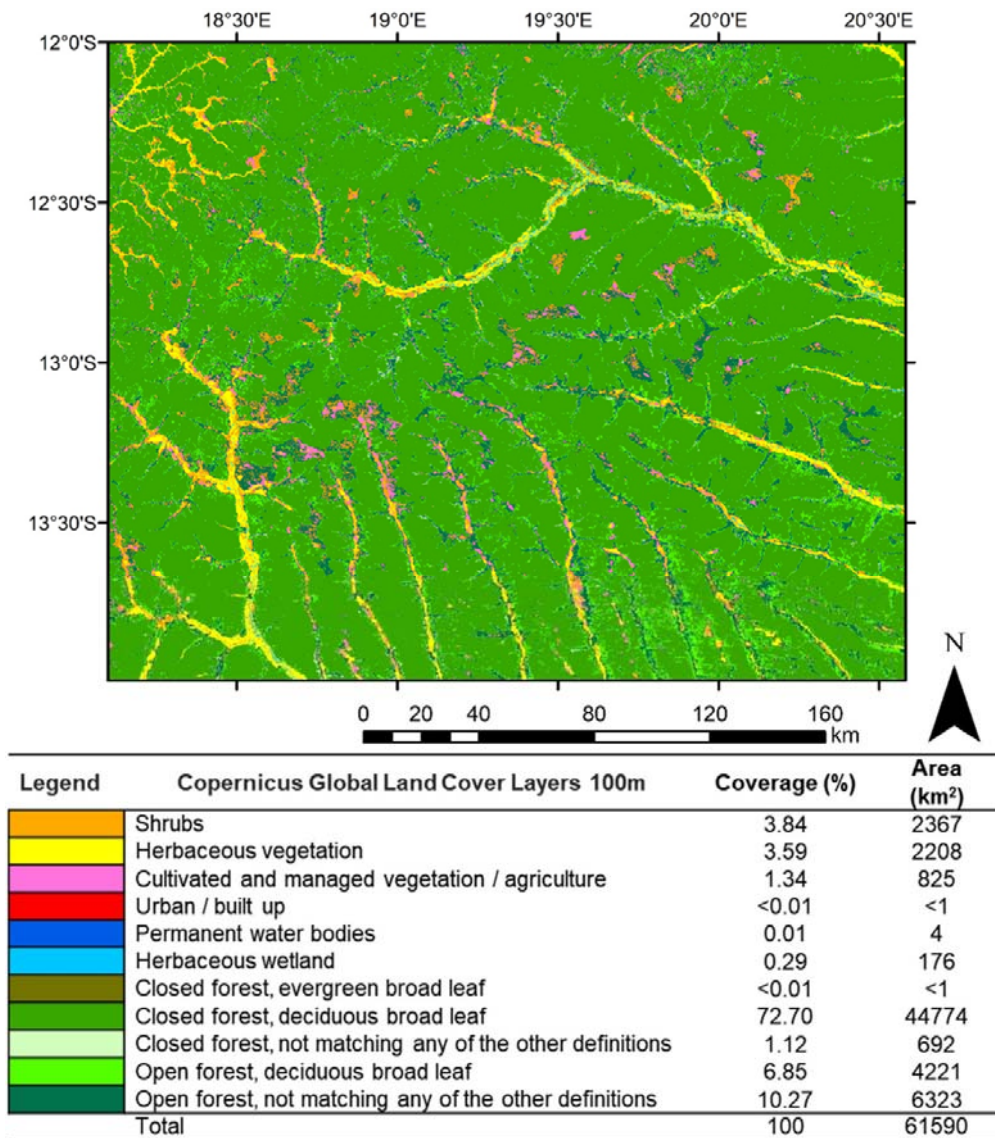 18°30'E 19°0'E 19°30'E 20°0'E 20°30'E
12°0'S
12°30'S
13°0'S
13°30'S
N
0 20 40 80 120 160
km
Legend Copernicus Global Land Cover Layers 100m Coverage (%) Area (km²)
Shrubs 3.84 2367
Herbaceous vegetation 3.59 2208
Cultivated and managed vegetation / agriculture 1.34 825
Urban / built up <0.01 <1
Permanent water bodies 0.01 4
Herbaceous wetland 0.29 176
Closed forest, evergreen broad leaf <0.01 <1
Closed forest, deciduous broad leaf 72.70 44774
Closed forest, not matching any of the other definitions 1.12 692
Open forest, deciduous broad leaf 6.85 4221
Open forest, not matching any of the other definitions 10.27 6323
Total 100 61590